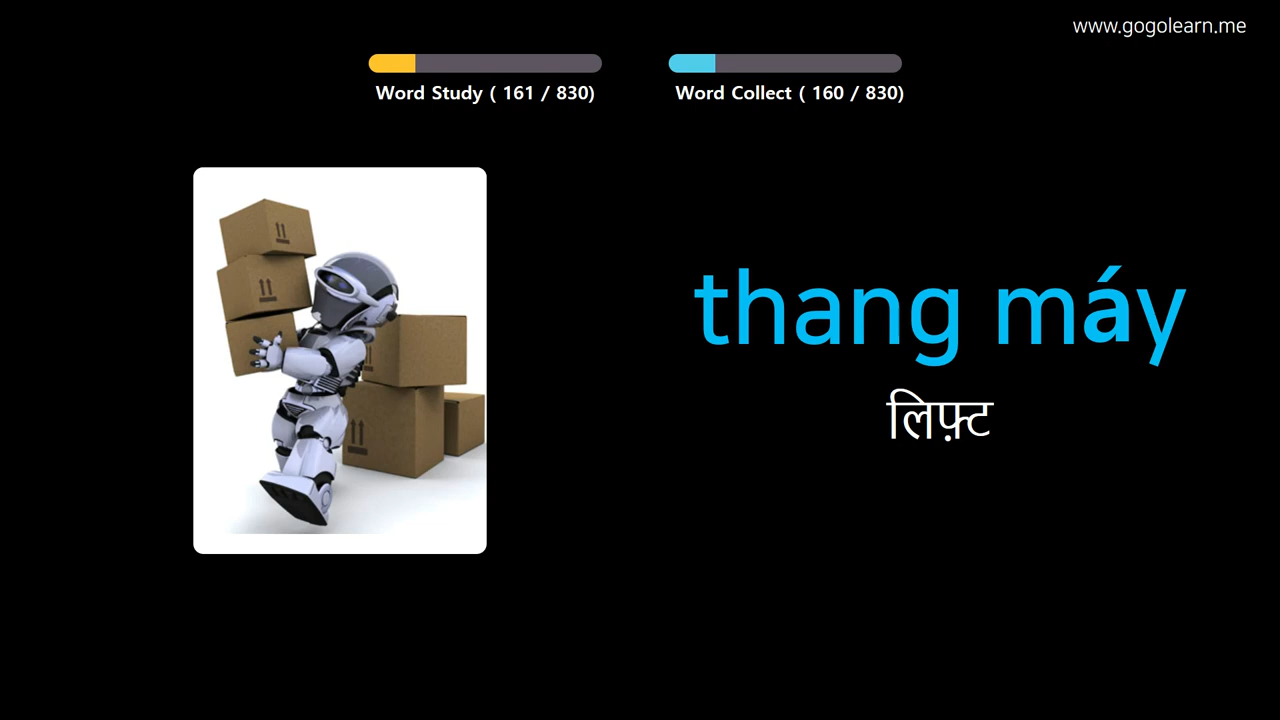 www.gogolearn.me
Word Study ( 161 / 830)
Word Collect ( 160 / 830)
thang máy
लिफ़्ट